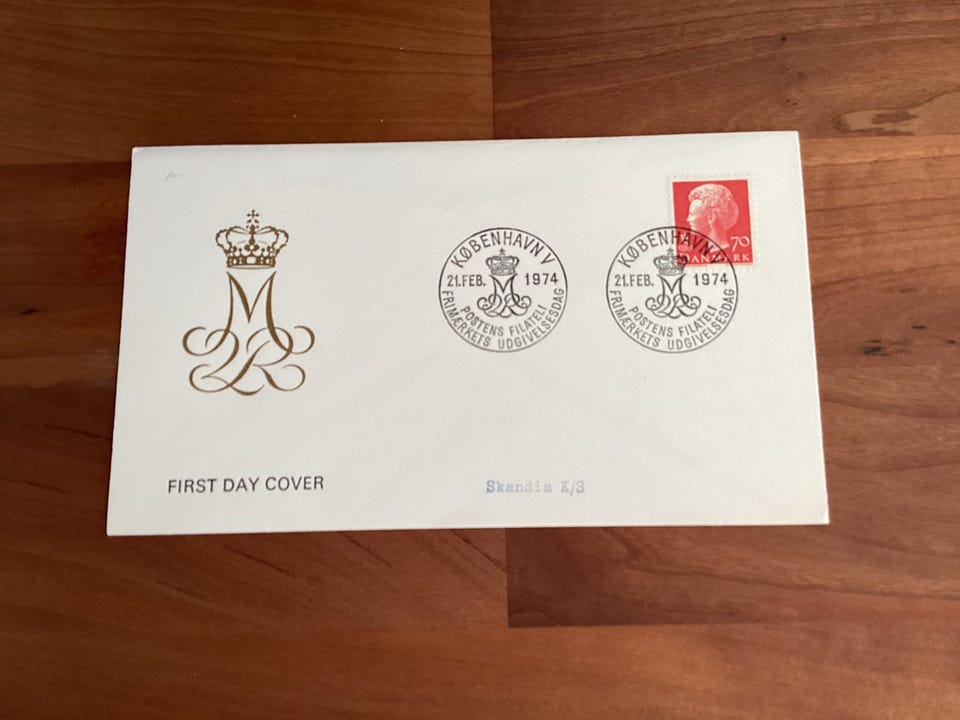 70
DANMARK
KØBENHAVN V
21.FEB. 1974
POSTENS FILATELI
FRIMÆRKETS UDGIVELSESDAG
KØBENHAVN V
21.FEB. 1974
POSTENS FILATELI
FRIMÆRKETS UDGIVELSESDAG
M
2R
FIRST DAY COVER
Skandia K/S